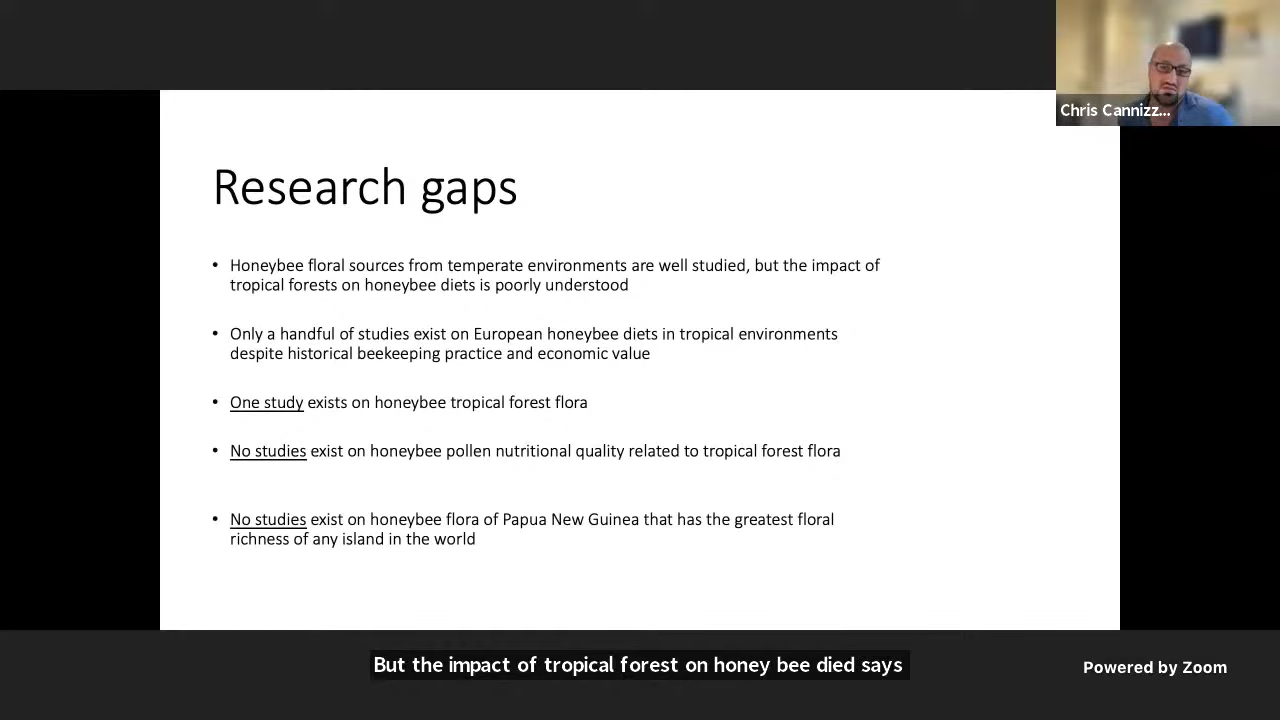 Chris Cannizz...
Research gaps
• Honeybee floral sources from temperate environments are well studied, but the impact of
tropical forests on honeybee diets is poorly understood
• Only a handful of studies exist on European honeybee diets in tropical environments
despite historical beekeeping practice and economic value
• One study exists on honeybee tropical forest flora
• No studies exist on honeybee pollen nutritional quality related to tropical forest flora
• No studies exist on honeybee flora of Papua New Guinea that has the greatest floral
richness of any island in the world
But the impact of tropical forest on honey bee died says
Powered by Zoom